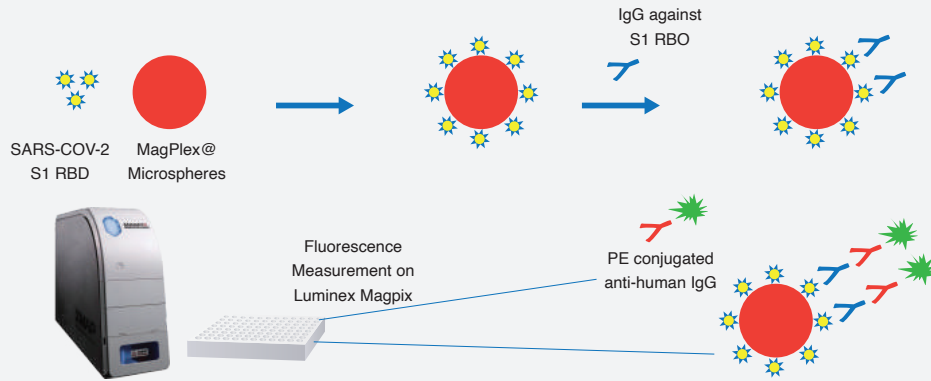 IgG against
S1 RBO
SARS-COV-2
S1 RBD
MagPlex@
Microspheres
Fluorescence
Measurement on
Luminex Magpix
PE conjugated
anti-human IgG